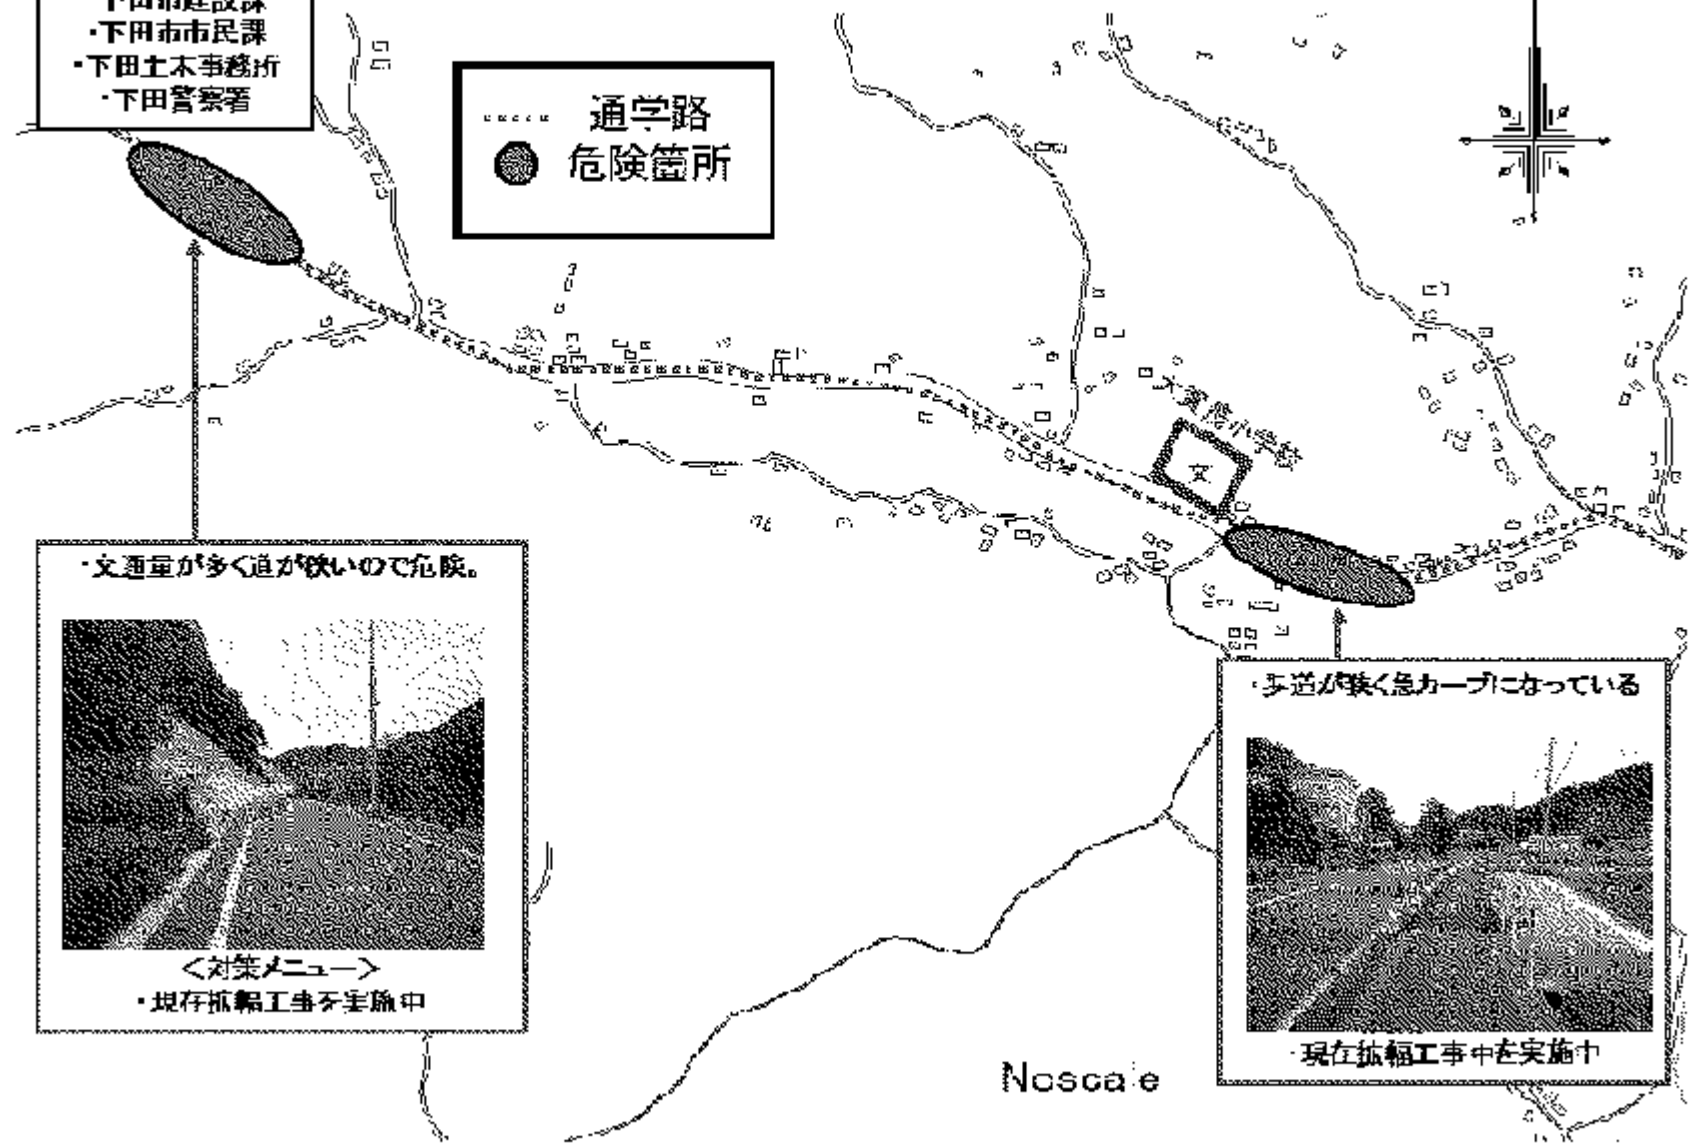 下田市建設課
・下田市市民課
・下田土木事務所
・下田警察署
通学路
危険箇所
小学校
・交通量が多く道が狭いので危険。
＜対策メニュー＞
・現在拡幅工事を実施中
・歩道が狭く急カーブになっている
・現在拡幅工事中を実施中
Noscale